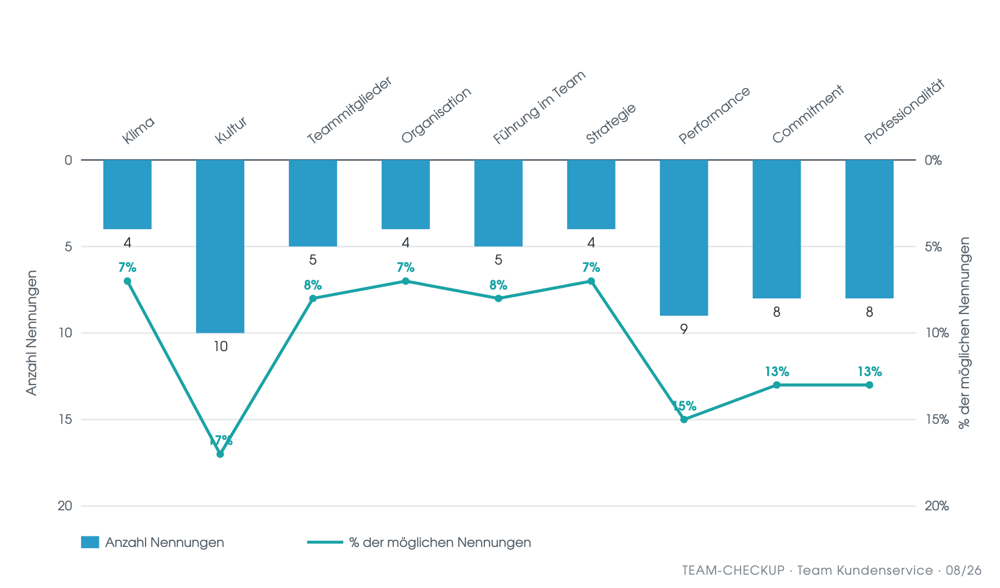 Klima
Kultur
Teammitglieder
Organisation
Führung im Team
Strategie
Performance
Commitment
Professionalität
0
5
10
15
20
0%
5%
10%
15%
20%
Anzahl Nennungen
% der möglichen Nennungen
4
10
5
4
5
4
9
8
8
7%
17%
8%
7%
8%
7%
15%
13%
13%
Anzahl Nennungen
% der möglichen Nennungen
TEAM-CHECKUP · Team Kundenservice · 08/26